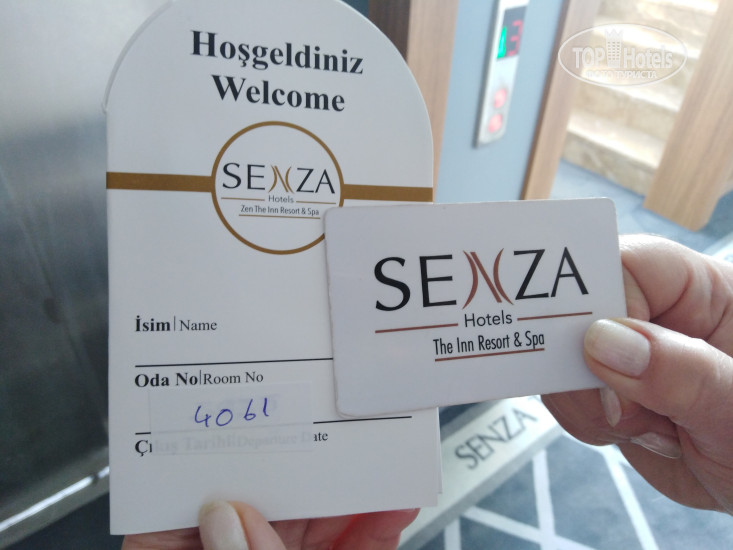 Hoşgeldiniz
Welcome
SENZA
Hotels
Zen The Inn Resort & Spa
İsim | Name
Oda No | Room No
4061
Çıkış Tarihi | Departure Date
SENZA
Hotels
The Inn Resort & Spa
SENZA
TOP Hotels